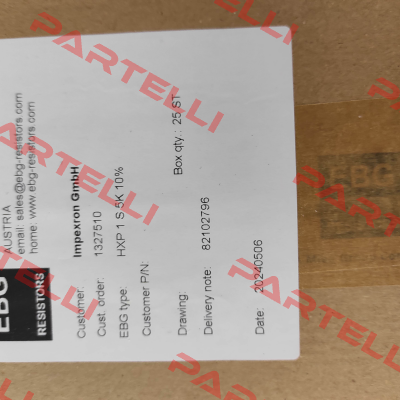 EBG
RESISTORS
AUSTRIA
email: sales@ebg-resistors.com
home: www.ebg-resistors.com
Customer: Impexron GmbH
Cust. order: 1327510
EBG type: HXP 1 S 5K 10%
Customer P/N:
Drawing: Box qty : 25 ST
Delivery note: 82102796
Date: 20240506
EBG
PARTELLI
PARTELLI
PARTELLI
PARTELLI
PARTELLI